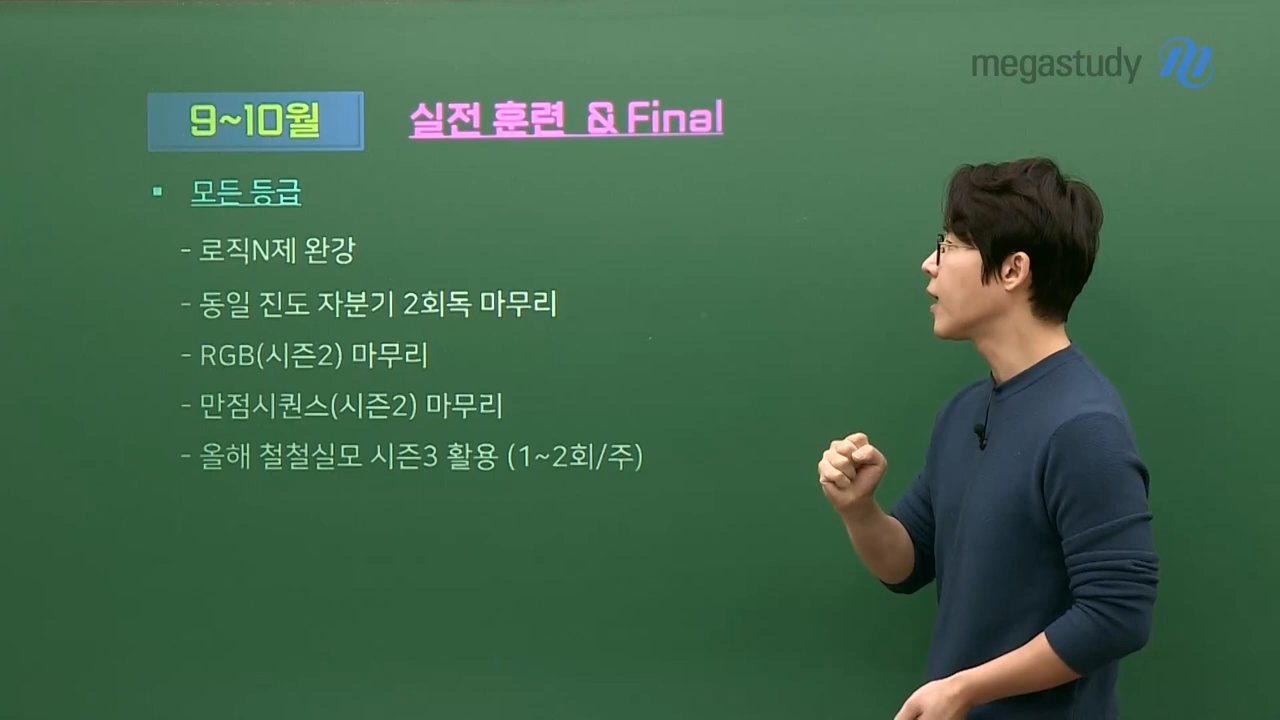 megastudy
9~10월 실전 훈련 & Final
▪ 모든 등급
- 로직N제 완강
- 동일 진도 자분기 2회독 마무리
- RGB(시즌2) 마무리
- 만점시퀀스(시즌2) 마무리
- 올해 철철실모 시즌3 활용 (1~2회/주)